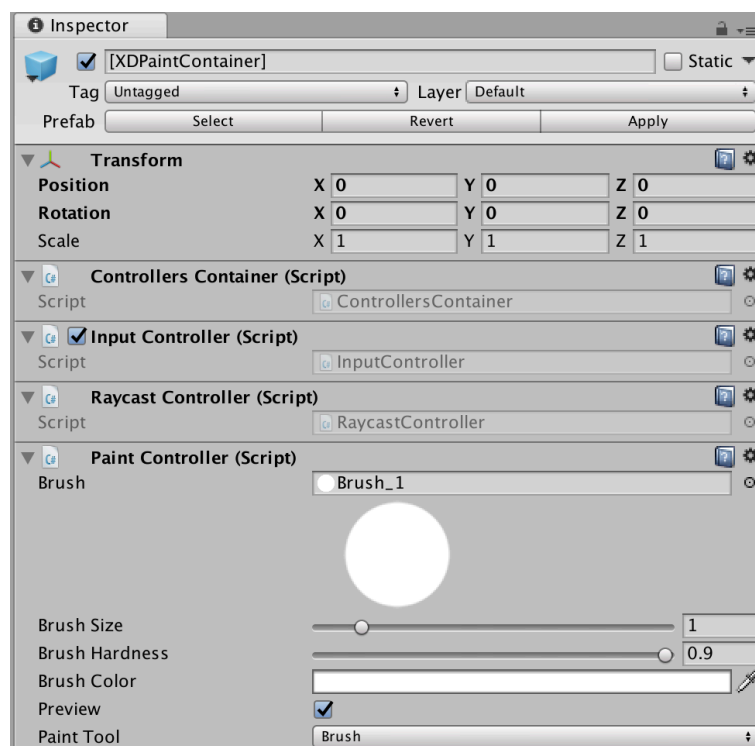 Inspector
[XDPaintContainer] Static
Tag Untagged Layer Default
Prefab Select Revert Apply
Transform
Position X 0 Y 0 Z 0
Rotation X 0 Y 0 Z 0
Scale X 1 Y 1 Z 1
C# Controllers Container (Script)
Script ControllersContainer
C# Input Controller (Script)
Script InputController
C# Raycast Controller (Script)
Script RaycastController
C# Paint Controller (Script)
Brush Brush_1
Brush Size 1
Brush Hardness 0.9
Brush Color
Preview
Paint Tool Brush